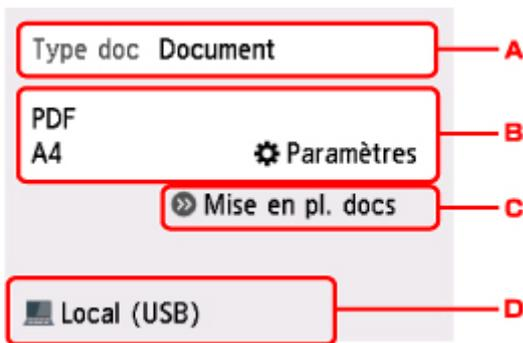 Type doc Document A
PDF
A4 Paramètres B
Mise en pl. docs C
Local (USB) D